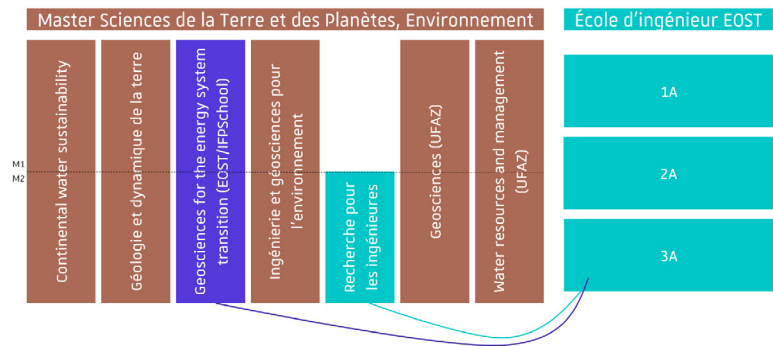 Master Sciences de la Terre et des Planètes, Environnement
École d'ingénieur EOST
M1
M2
Continental water sustainability
Géologie et dynamique de la terre
Geosciences for the energy system
transition (EOST/IFPSchool)
Ingénierie et géosciences pour
l'environnement
Recherche pour
les ingénieures
Geosciences (UFAZ)
Water resources and management
(UFAZ)
1A
2A
3A